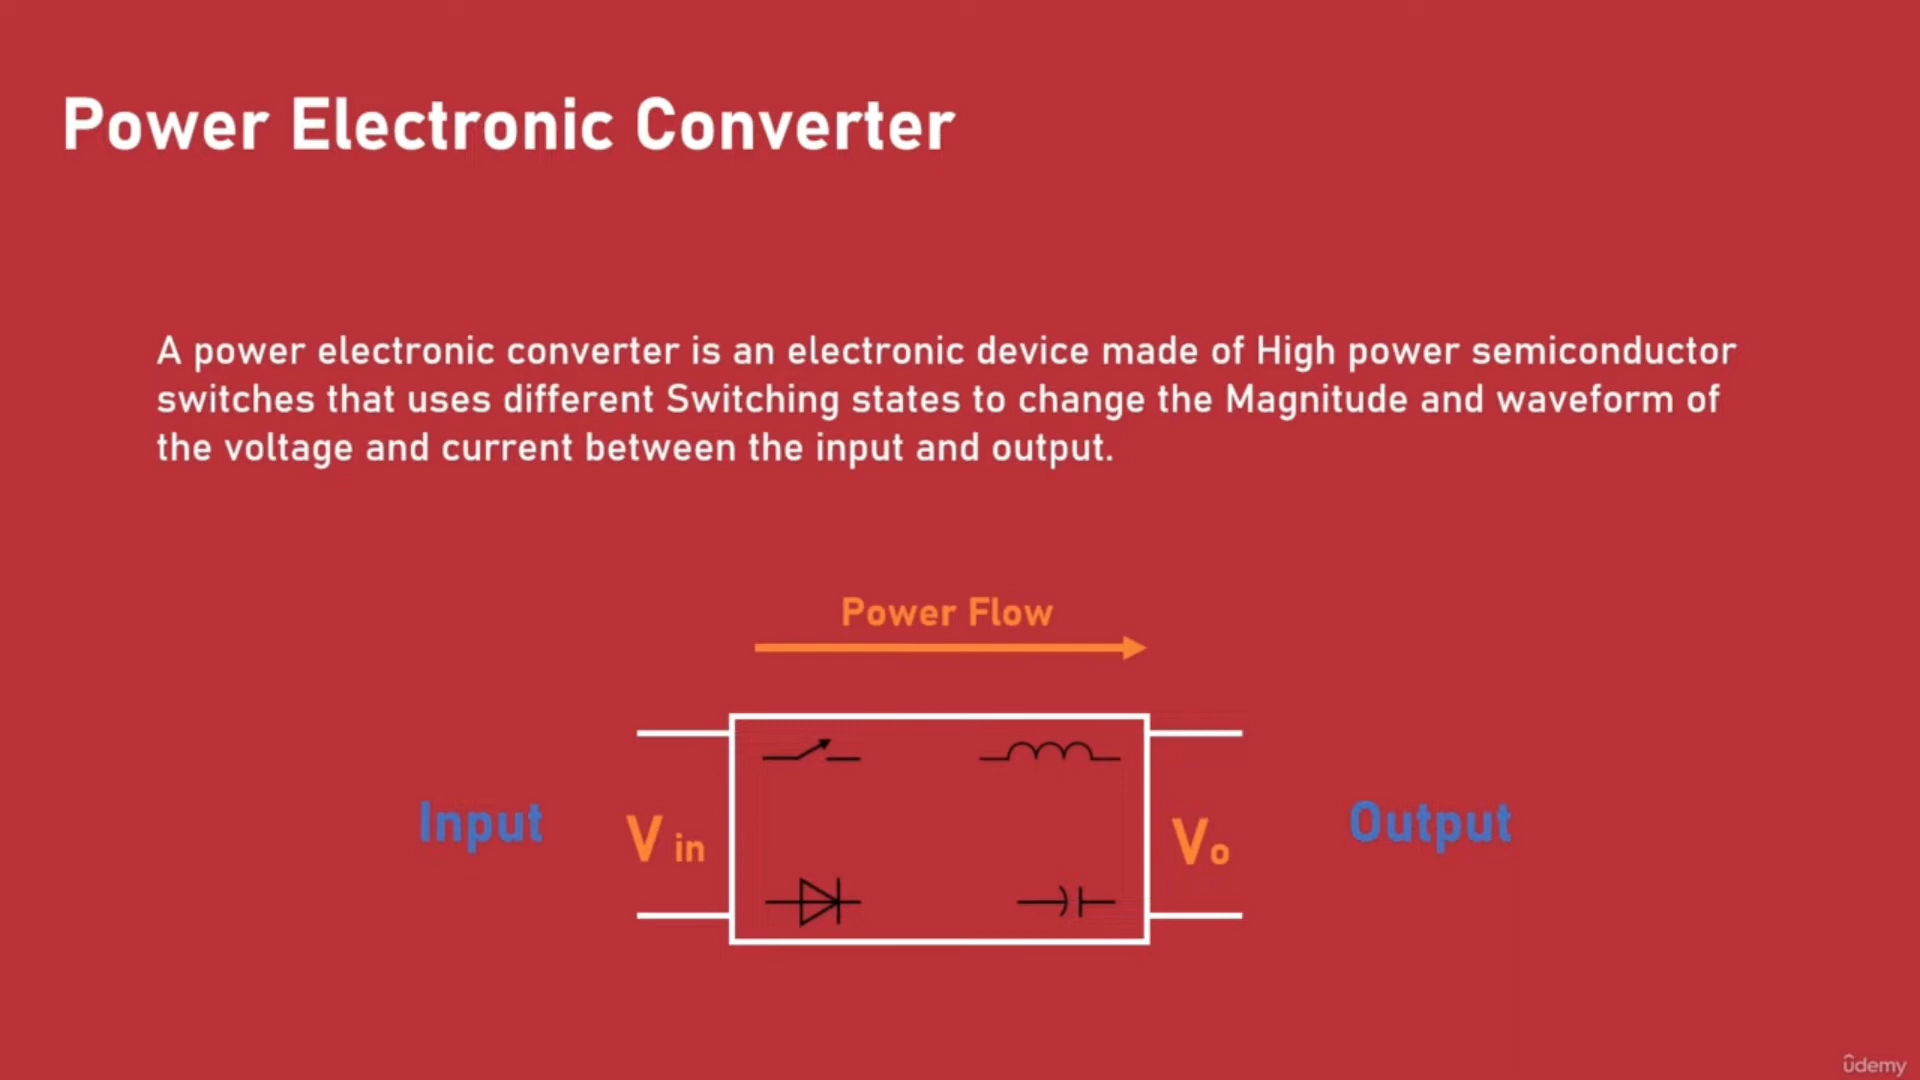 Power Electronic Converter
A power electronic converter is an electronic device made of High power semiconductor
switches that uses different Switching states to change the Magnitude and waveform of
the voltage and current between the input and output.
Power Flow
Input
V in
Vo
Output
ûdemy